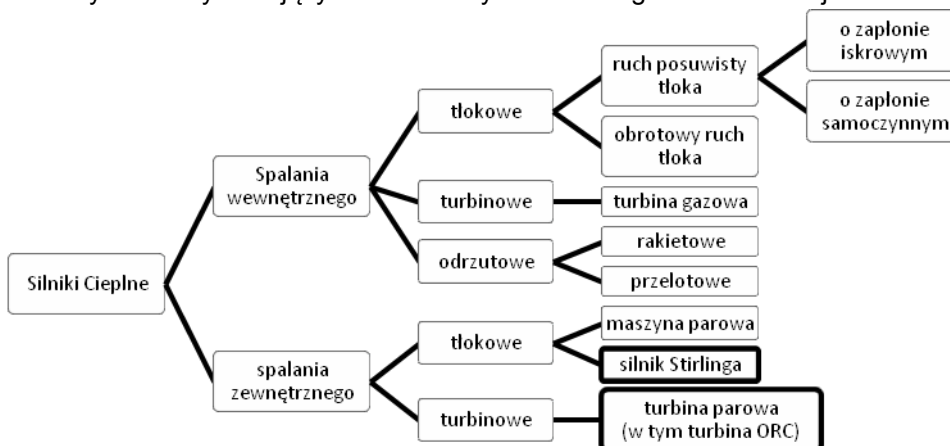 o zapłonie
iskrowym
ruch posuwisty
tłoka
o zapłonie
samoczynnym
tłokowe
obrotowy ruch
tłoka
Spalania
wewnętrznego
turbinowe
turbina gazowa
odrzutowe
rakietowe
przelotowe
Silniki Cieplne
spalania
zewnętrznego
tłokowe
maszyna parowa
silnik Stirlinga
turbinowe
turbina parowa
(w tym turbina ORC)